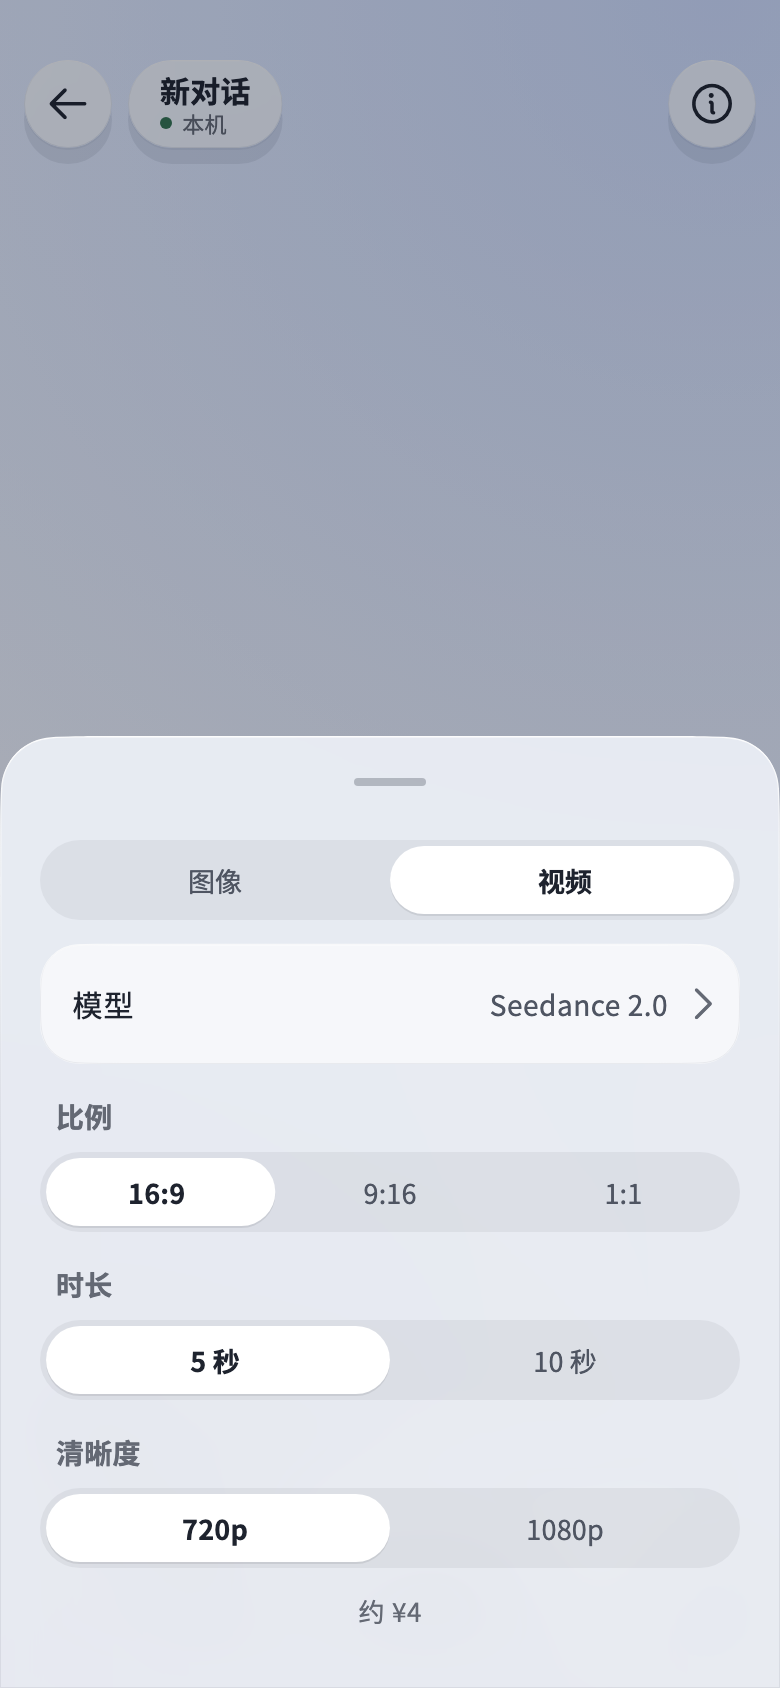 新对话
本机
图像
视频
模型
Seedance 2.0
比例
16:9
9:16
1:1
时长
5 秒
10 秒
清晰度
720p
1080p
约 ¥4